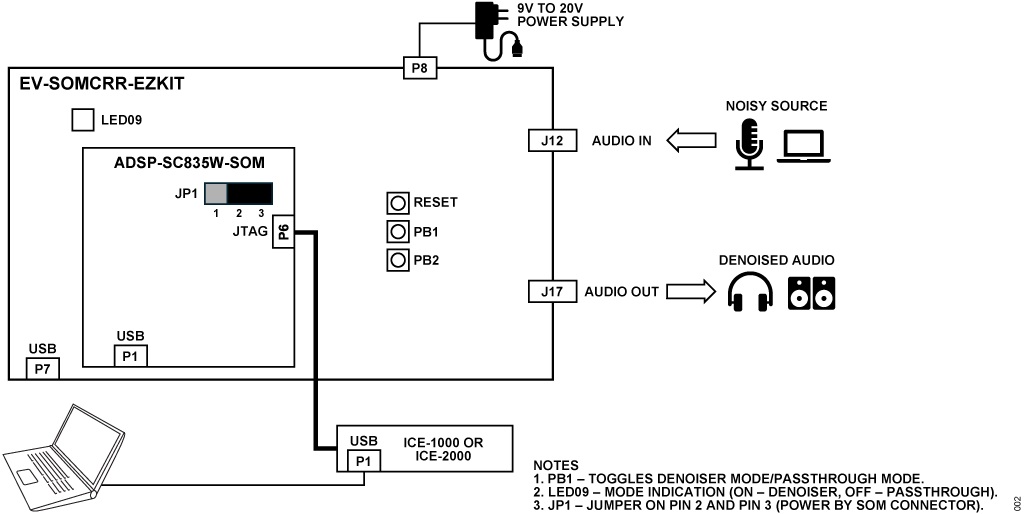 9V TO 20V
POWER SUPPLY
P8
EV-SOMCRR-EZKIT
LED09
NOISY SOURCE
J12
AUDIO IN
ADSP-SC835W-SOM
JP1
1 2 3
JTAG
P6
RESET
PB1
PB2
DENOISED AUDIO
J17
AUDIO OUT
USB
P1
USB
P7
USB
P1
ICE-1000 OR
ICE-2000
NOTES
1. PB1 – TOGGLES DENOISER MODE/PASSTHROUGH MODE.
2. LED09 – MODE INDICATION (ON – DENOISER, OFF – PASSTHROUGH).
3. JP1 – JUMPER ON PIN 2 AND PIN 3 (POWER BY SOM CONNECTOR).
002